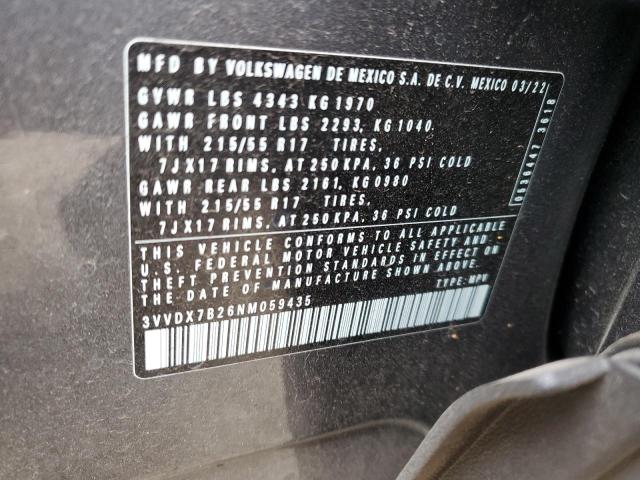 MFD BY VOLKSWAGEN DE MEXICO S.A. DE C.V. MEXICO 03/22
GVWR LBS 4343 KG 1970
GAWR FRONT LBS 2293, KG 1040.
WITH 215/55 R17 TIRES,
7JX17 RIMS, AT 250 KPA, 36 PSI COLD
GAWR REAR LBS 2161, KG 0980
WITH 215/55 R17 TIRES,
7JX17 RIMS, AT 250 KPA, 36 PSI COLD
THIS VEHICLE CONFORMS TO ALL APPLICABLE
U.S. FEDERAL MOTOR VEHICLE SAFETY AND
THEFT PREVENTION STANDARDS IN EFFECT ON
THE DATE OF MANUFACTURE SHOWN ABOVE.
TYPE: MPV
3VVDX7B26NM059435
3618